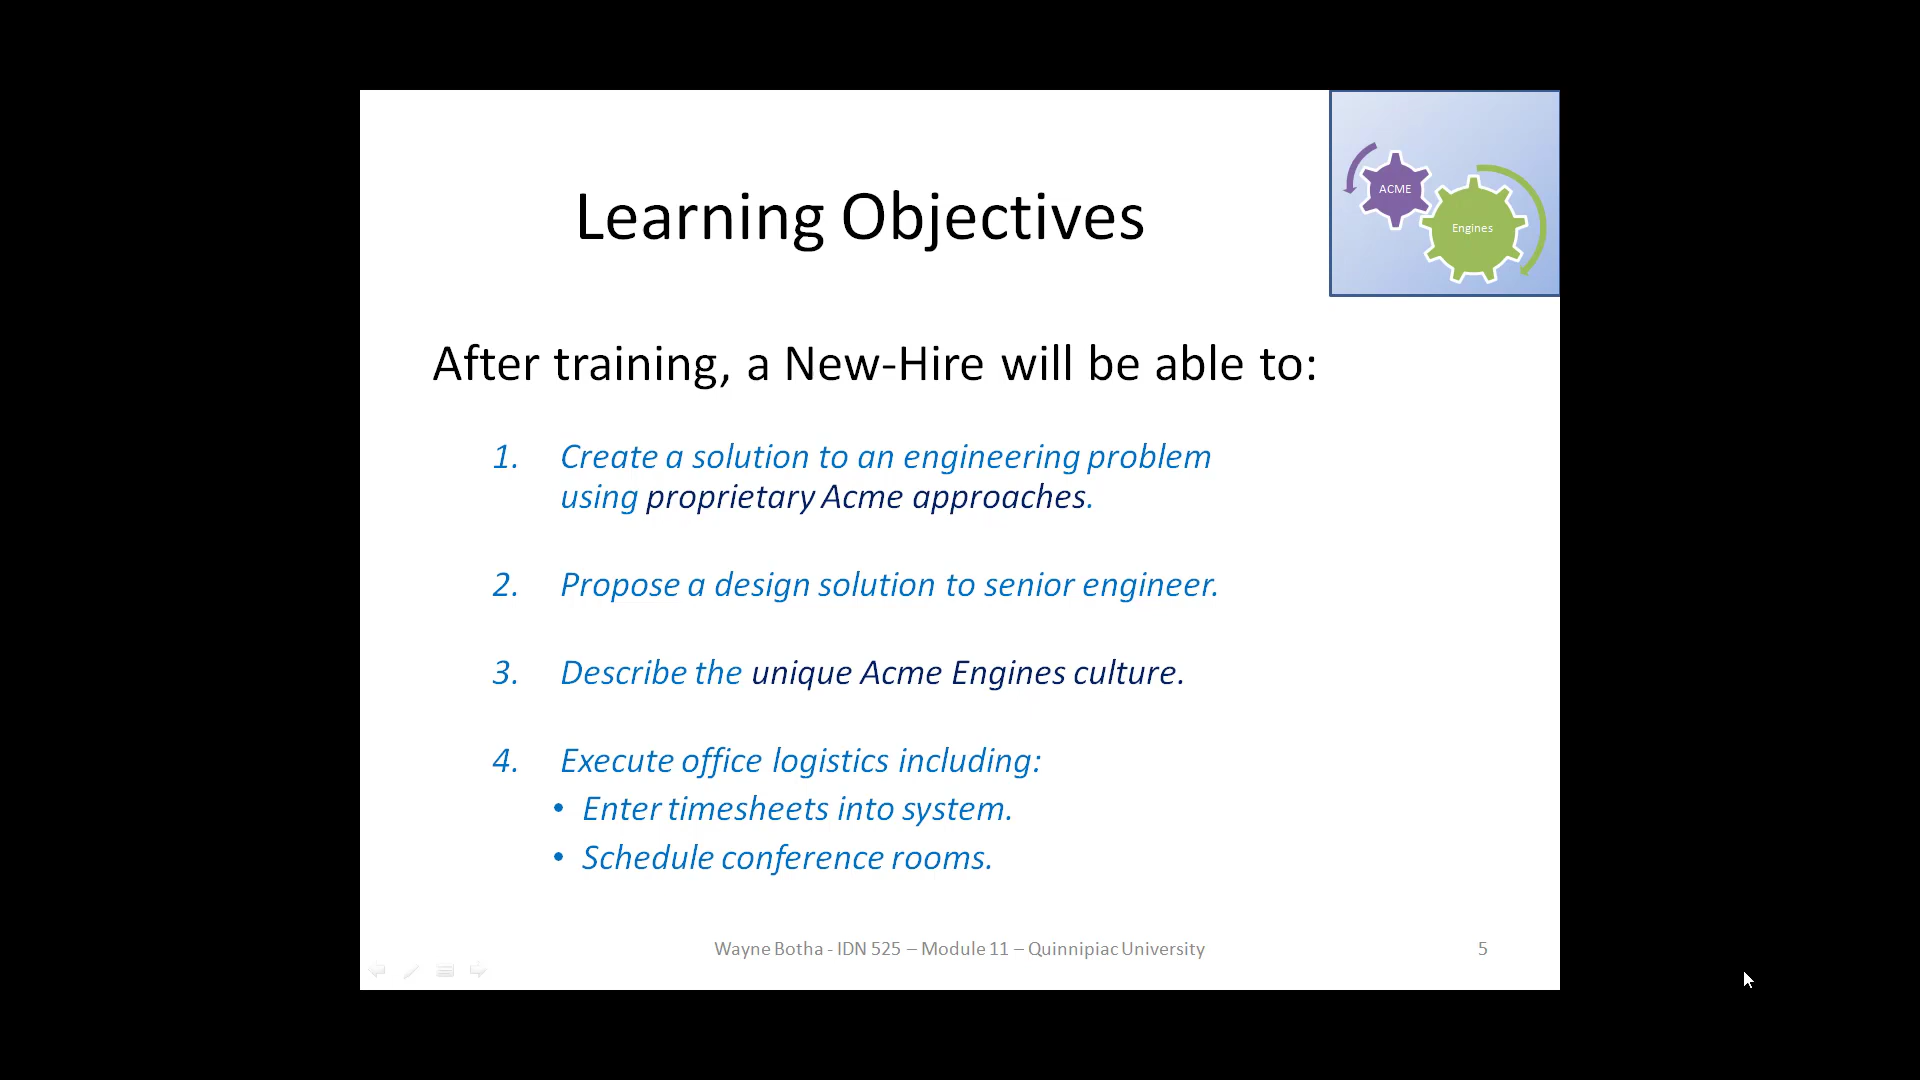 ACME
Engines
Learning Objectives
After training, a New-Hire will be able to:
1. Create a solution to an engineering problem
using proprietary Acme approaches.
2. Propose a design solution to senior engineer.
3. Describe the unique Acme Engines culture.
4. Execute office logistics including:
• Enter timesheets into system.
• Schedule conference rooms.
Wayne Botha - IDN 525 – Module 11 – Quinnipiac University
5